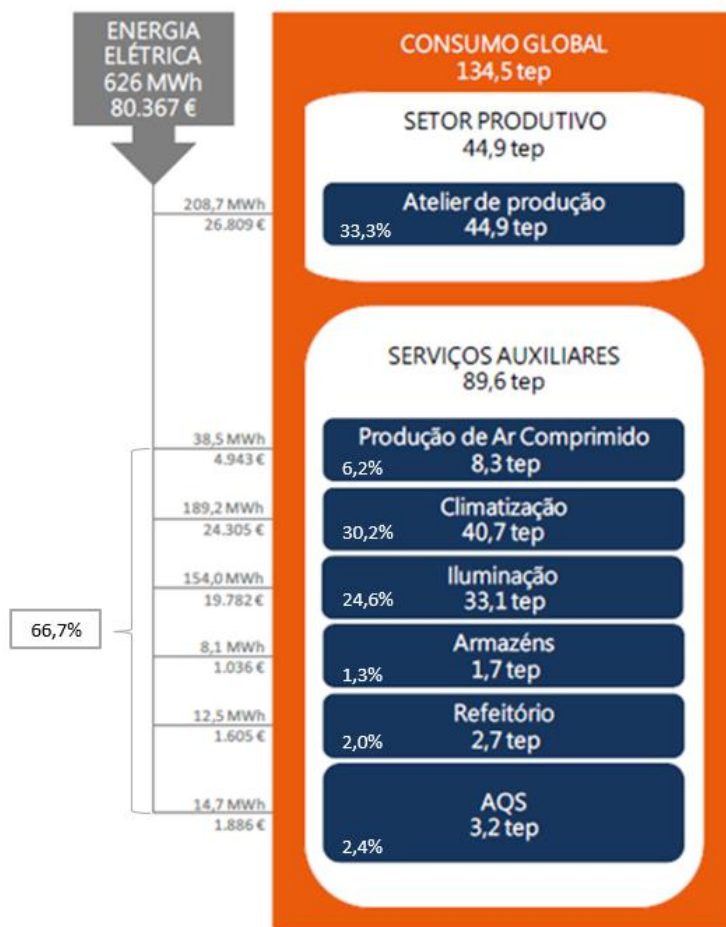 ENERGIA
ELÉTRICA
626 MWh
80.367 €
CONSUMO GLOBAL
134,5 tep
SETOR PRODUTIVO
44,9 tep
208,7 MWh
26.809 €
Atelier de produção
33,3%
44,9 tep
SERVIÇOS AUXILIARES
89,6 tep
38,5 MWh
4.943 €
Produção de Ar Comprimido
6,2%
8,3 tep
189,2 MWh
24.305 €
Climatização
30,2%
40,7 tep
154,0 MWh
19.782 €
Iluminação
24,6%
33,1 tep
66,7%
8,1 MWh
1.036 €
Armazéns
1,3%
1,7 tep
12,5 MWh
1.605 €
Refeitório
2,0%
2,7 tep
14,7 MWh
1.886 €
AQS
3,2 tep
2,4%